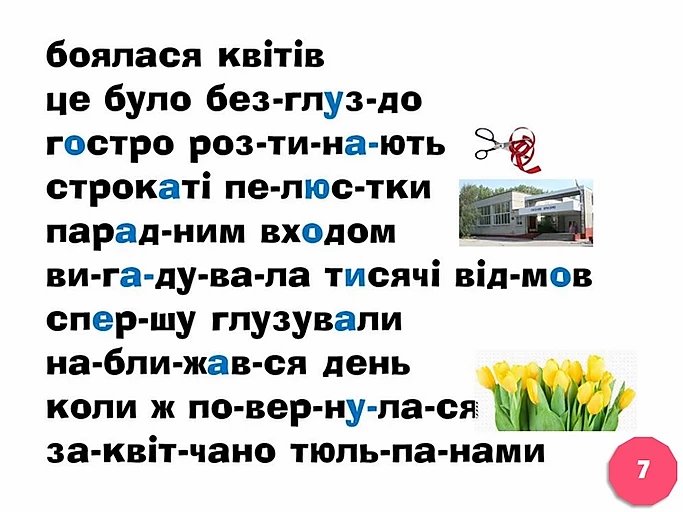 боялася квітів
це було без-глуз-до
гостро роз-ти-на-ють
строкаті пе-люс-тки
парад-ним входом
ви-га-ду-ва-ла тисячі від-мов
спер-шу глузували
на-бли-жав-ся день
коли ж по-вер-ну-ла-ся
за-квіт-чано тюль-па-нами
7